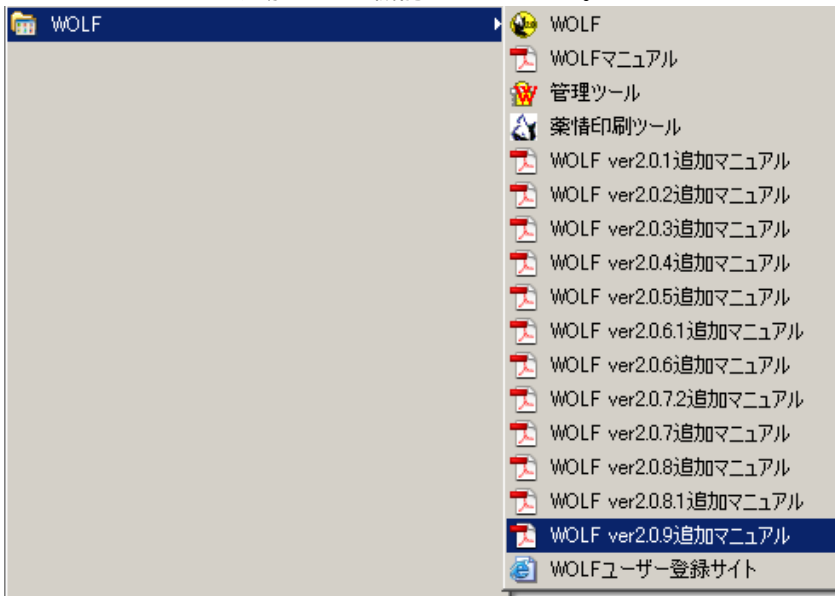 WOLF
WOLF
WOLFマニュアル
管理ツール
薬情印刷ツール
WOLF ver2.0.1追加マニュアル
WOLF ver2.0.2追加マニュアル
WOLF ver2.0.3追加マニュアル
WOLF ver2.0.4追加マニュアル
WOLF ver2.0.5追加マニュアル
WOLF ver2.0.6.1追加マニュアル
WOLF ver2.0.6追加マニュアル
WOLF ver2.0.7.2追加マニュアル
WOLF ver2.0.7追加マニュアル
WOLF ver2.0.8追加マニュアル
WOLF ver2.0.8.1追加マニュアル
WOLF ver2.0.9追加マニュアル
WOLFユーザー登録サイト